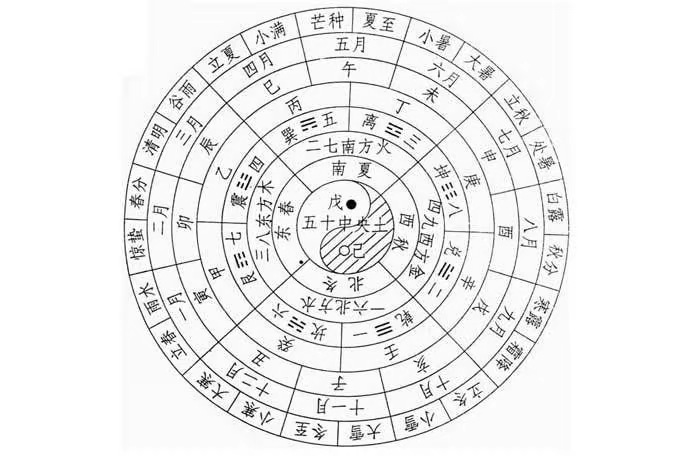 芒种
夏至
小暑
大暑
立秋
处暑
白露
秋分
寒露
霜降
立冬
小雪
大雪
冬至
小寒
大寒
立春
雨水
惊蛰
春分
清明
谷雨
立夏
小满
五月
六月
七月
八月
九月
十月
十一月
十二月
一月
二月
三月
四月
午
未
申
酉
戌
亥
子
丑
寅
卯
辰
巳
丙
丁
庚
辛
壬
癸
甲
乙
巽 五
离 三
坤 八
兑 二
乾 一
坎 六
艮 七
震 四
二七南方火
四九西方金
一六北方水
三八东方木
南夏
西秋
北冬
东春
戊
五十中央土
己